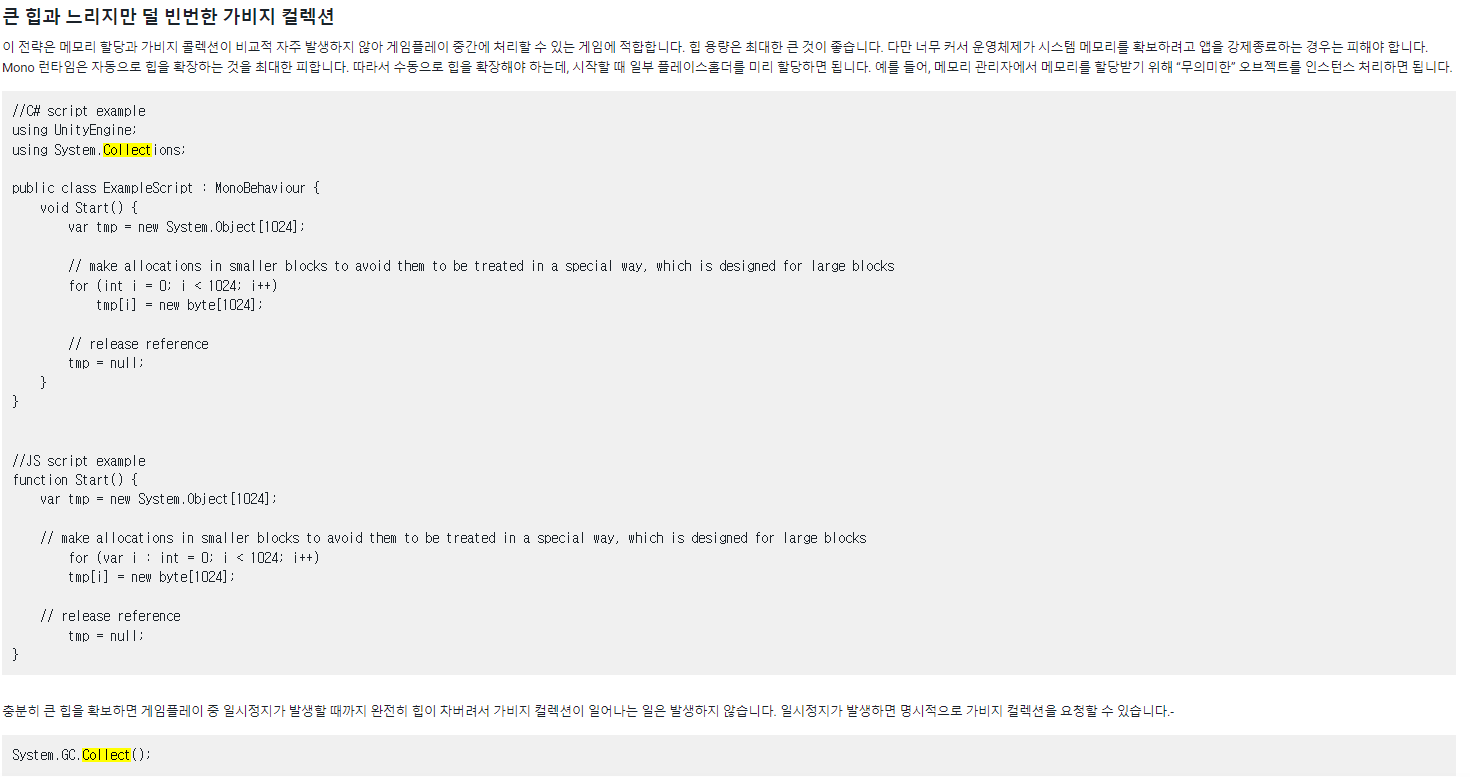 큰 힙과 느리지만 덜 빈번한 가비지 컬렉션
이 전략은 메모리 할당과 가비지 콜렉션이 비교적 자주 발생하지 않아 게임플레이 중간에 처리할 수 있는 게임에 적합합니다. 힙 용량은 최대한 큰 것이 좋습니다. 다만 너무 커서 운영체제가 시스템 메모리를 확보하려고 앱을 강제종료하는 경우는 피해야 합니다.
Mono 런타임은 자동으로 힙을 확장하는 것을 최대한 피합니다. 따라서 수동으로 힙을 확장해야 하는데, 시작할 때 일부 플레이스홀더를 미리 할당하면 됩니다. 예를 들어, 메모리 관리자에서 메모리를 할당받기 위해 “무의미한” 오브젝트를 인스턴스 처리하면 됩니다.
//C# script example
using UnityEngine;
using System.Collections;
public class ExampleScript : MonoBehaviour {
void Start() {
var tmp = new System.Object[1024];
// make allocations in smaller blocks to avoid them to be treated in a special way, which is designed for large blocks
for (int i = 0; i < 1024; i++)
tmp[i] = new byte[1024];
// release reference
tmp = null;
}
}
//JS script example
function Start() {
var tmp = new System.Object[1024];
// make allocations in smaller blocks to avoid them to be treated in a special way, which is designed for large blocks
for (var i : int = 0; i < 1024; i++)
tmp[i] = new byte[1024];
// release reference
tmp = null;
}
충분히 큰 힙을 확보하면 게임플레이 중 일시정지가 발생할 때까지 완전히 힙이 차버려서 가비지 컬렉션이 일어나는 일은 발생하지 않습니다. 일시정지가 발생하면 명시적으로 가비지 컬렉션을 요청할 수 있습니다.-
System.GC.Collect();